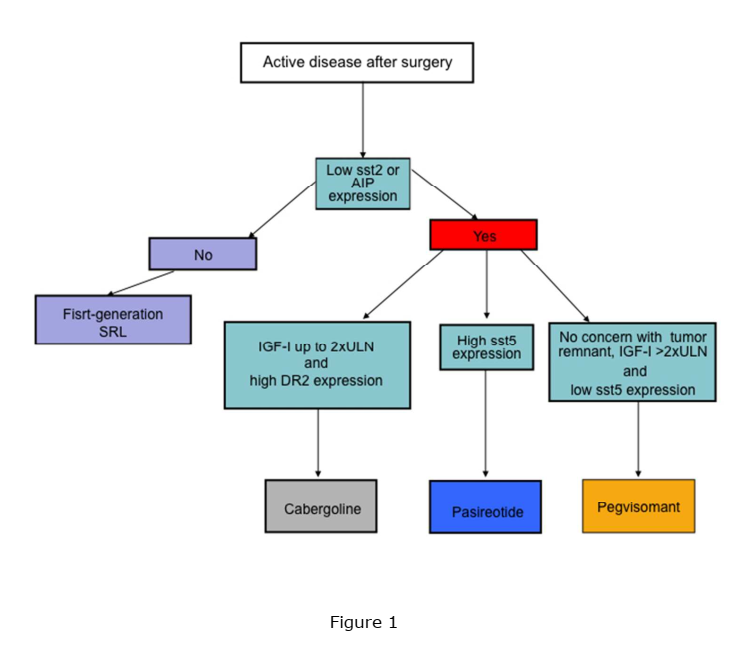 Active disease after surgery
Low sst2 or
AIP
expression
Yes
No
Fisrt-generation
SRL
IGF-I up to 2xULN
and
high DR2 expression
High sst5
expression
No concern with tumor
remnant, IGF-I >2xULN
and
low sst5 expression
Cabergoline
Pasireotide
Pegvisomant
Figure 1